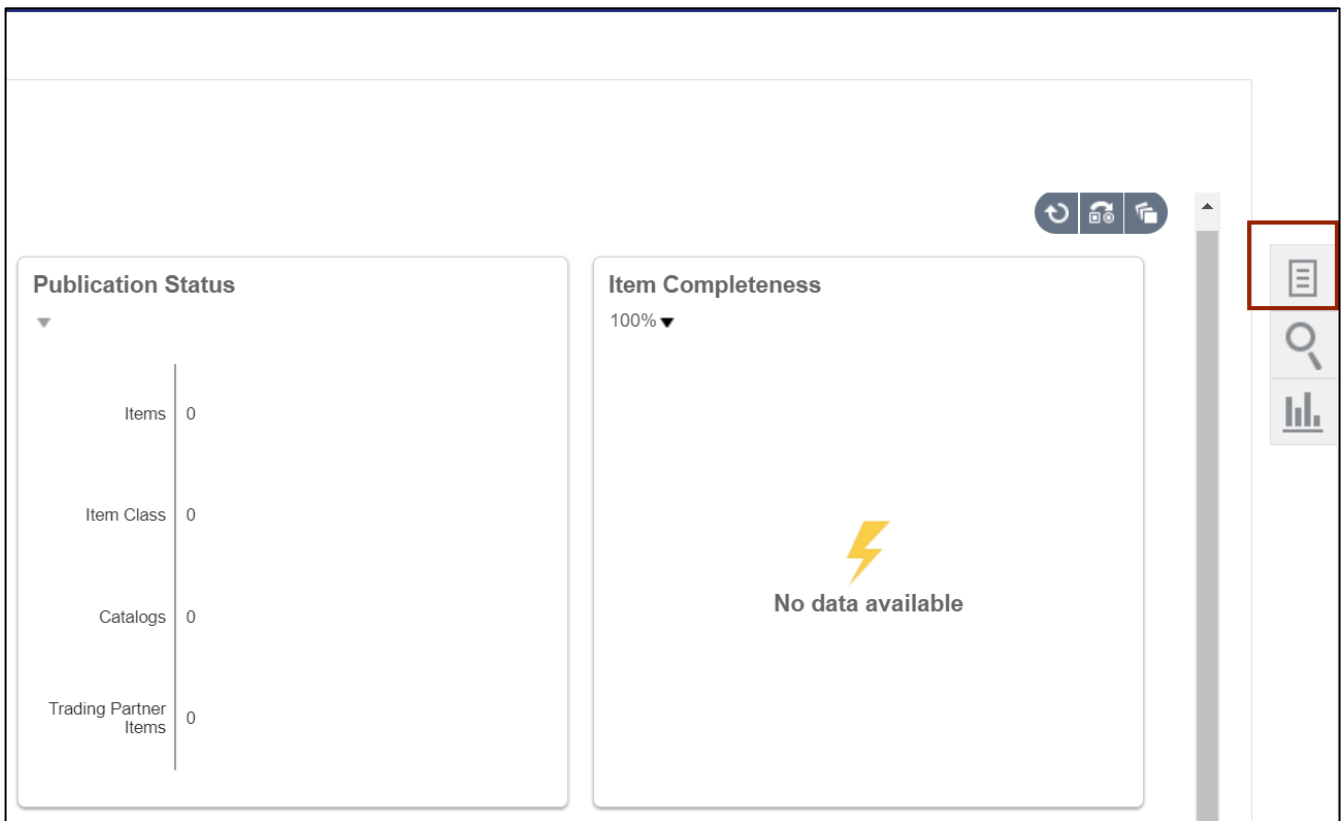 Publication Status
Items 0
Item Class 0
Catalogs 0
Trading Partner
Items 0
Item Completeness
100%
No data available